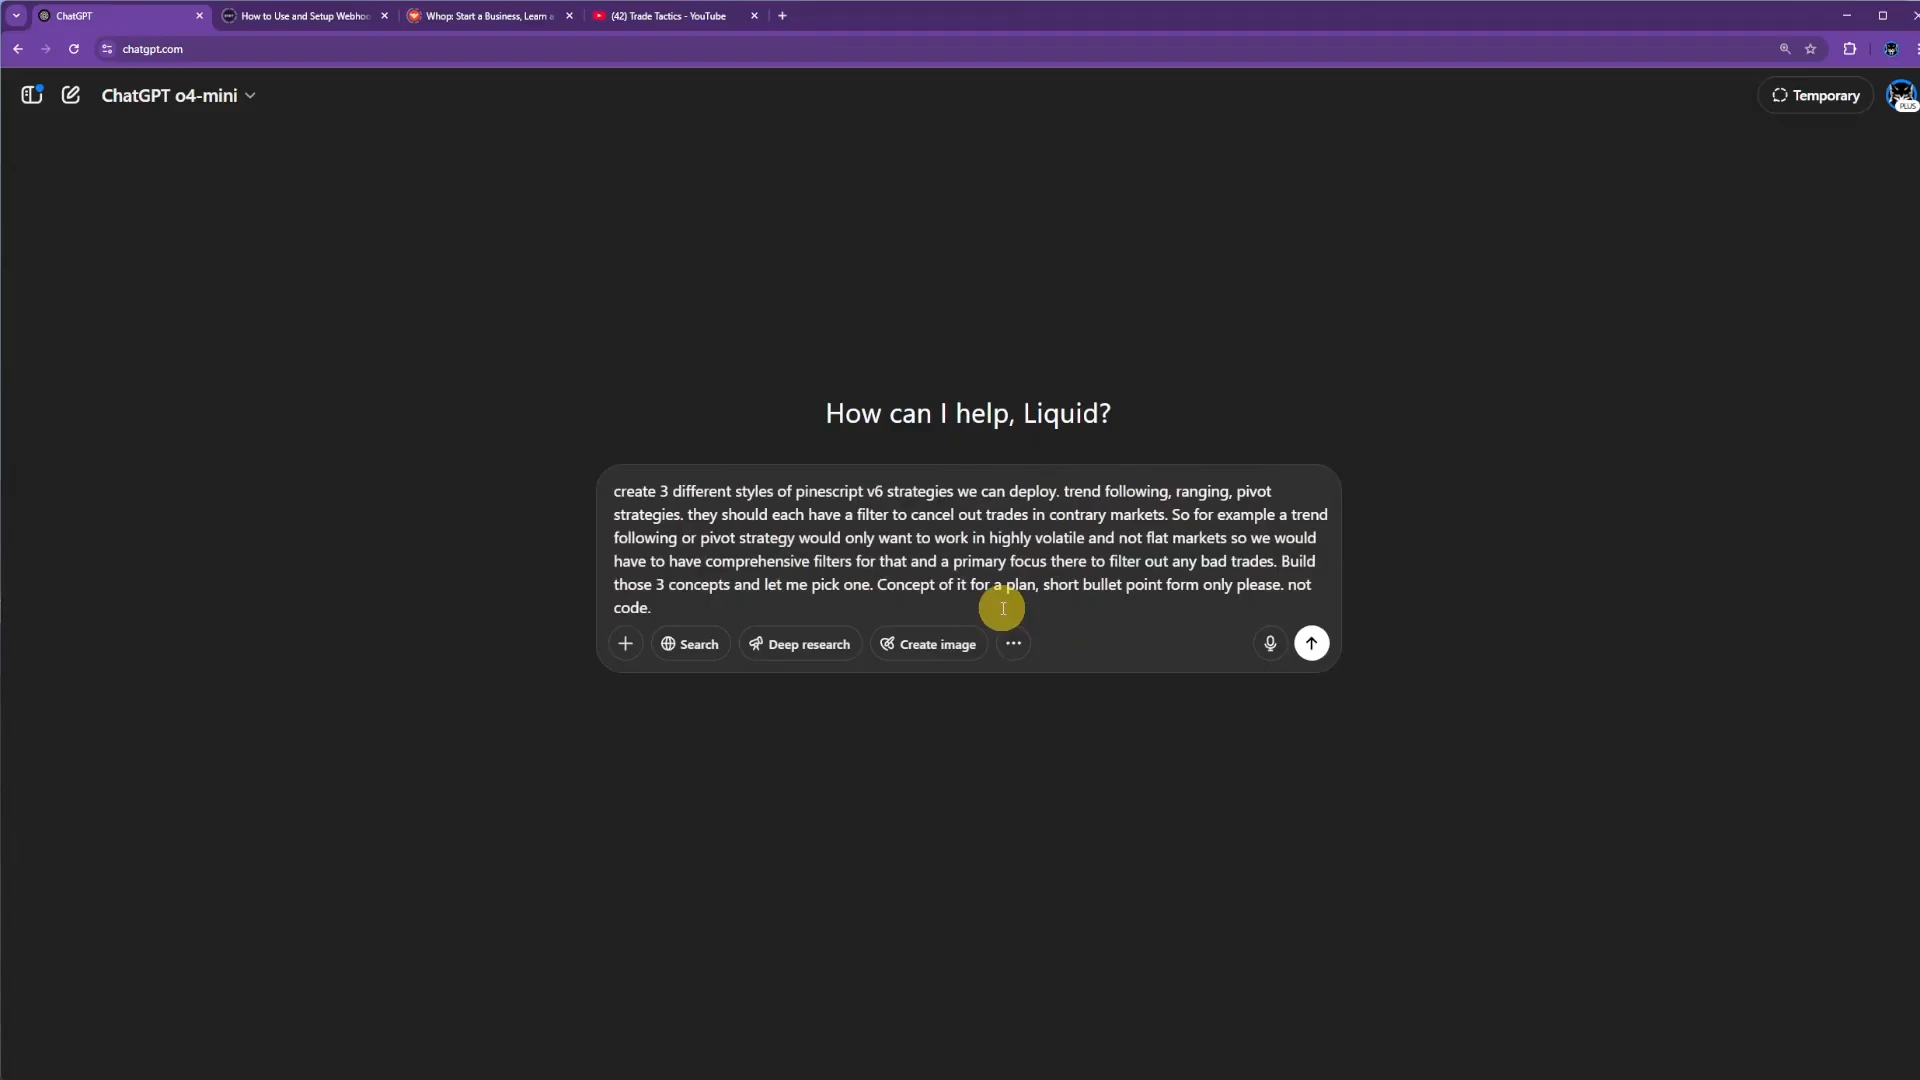 ChatGPT
How to Use and Setup Webhoo
Whop: Start a Business, Learn a
(42) Trade Tactics - YouTube
chatgpt.com
ChatGPT o4-mini
Temporary
PLUS
How can I help, Liquid?
create 3 different styles of pinescript v6 strategies we can deploy. trend following, ranging, pivot
strategies. they should each have a filter to cancel out trades in contrary markets. So for example a trend
following or pivot strategy would only want to work in highly volatile and not flat markets so we would
have to have comprehensive filters for that and a primary focus there to filter out any bad trades. Build
those 3 concepts and let me pick one. Concept of it for a plan, short bullet point form only please. not
code.
Search
Deep research
Create image